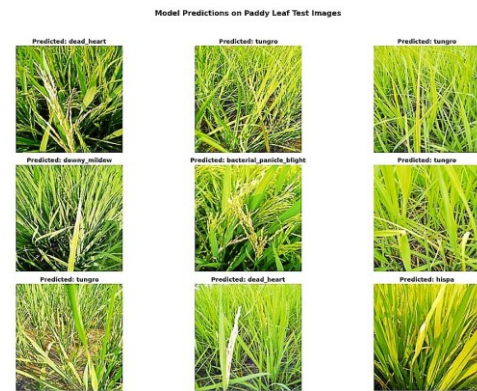 Model Predictions on Paddy Leaf Test Images
Predicted: dead_heart
Predicted: tungro
Predicted: tungro
Predicted: downy_mildew
Predicted: bacterial_panicle_blight
Predicted: tungro
Predicted: tungro
Predicted: dead_heart
Predicted: hispa